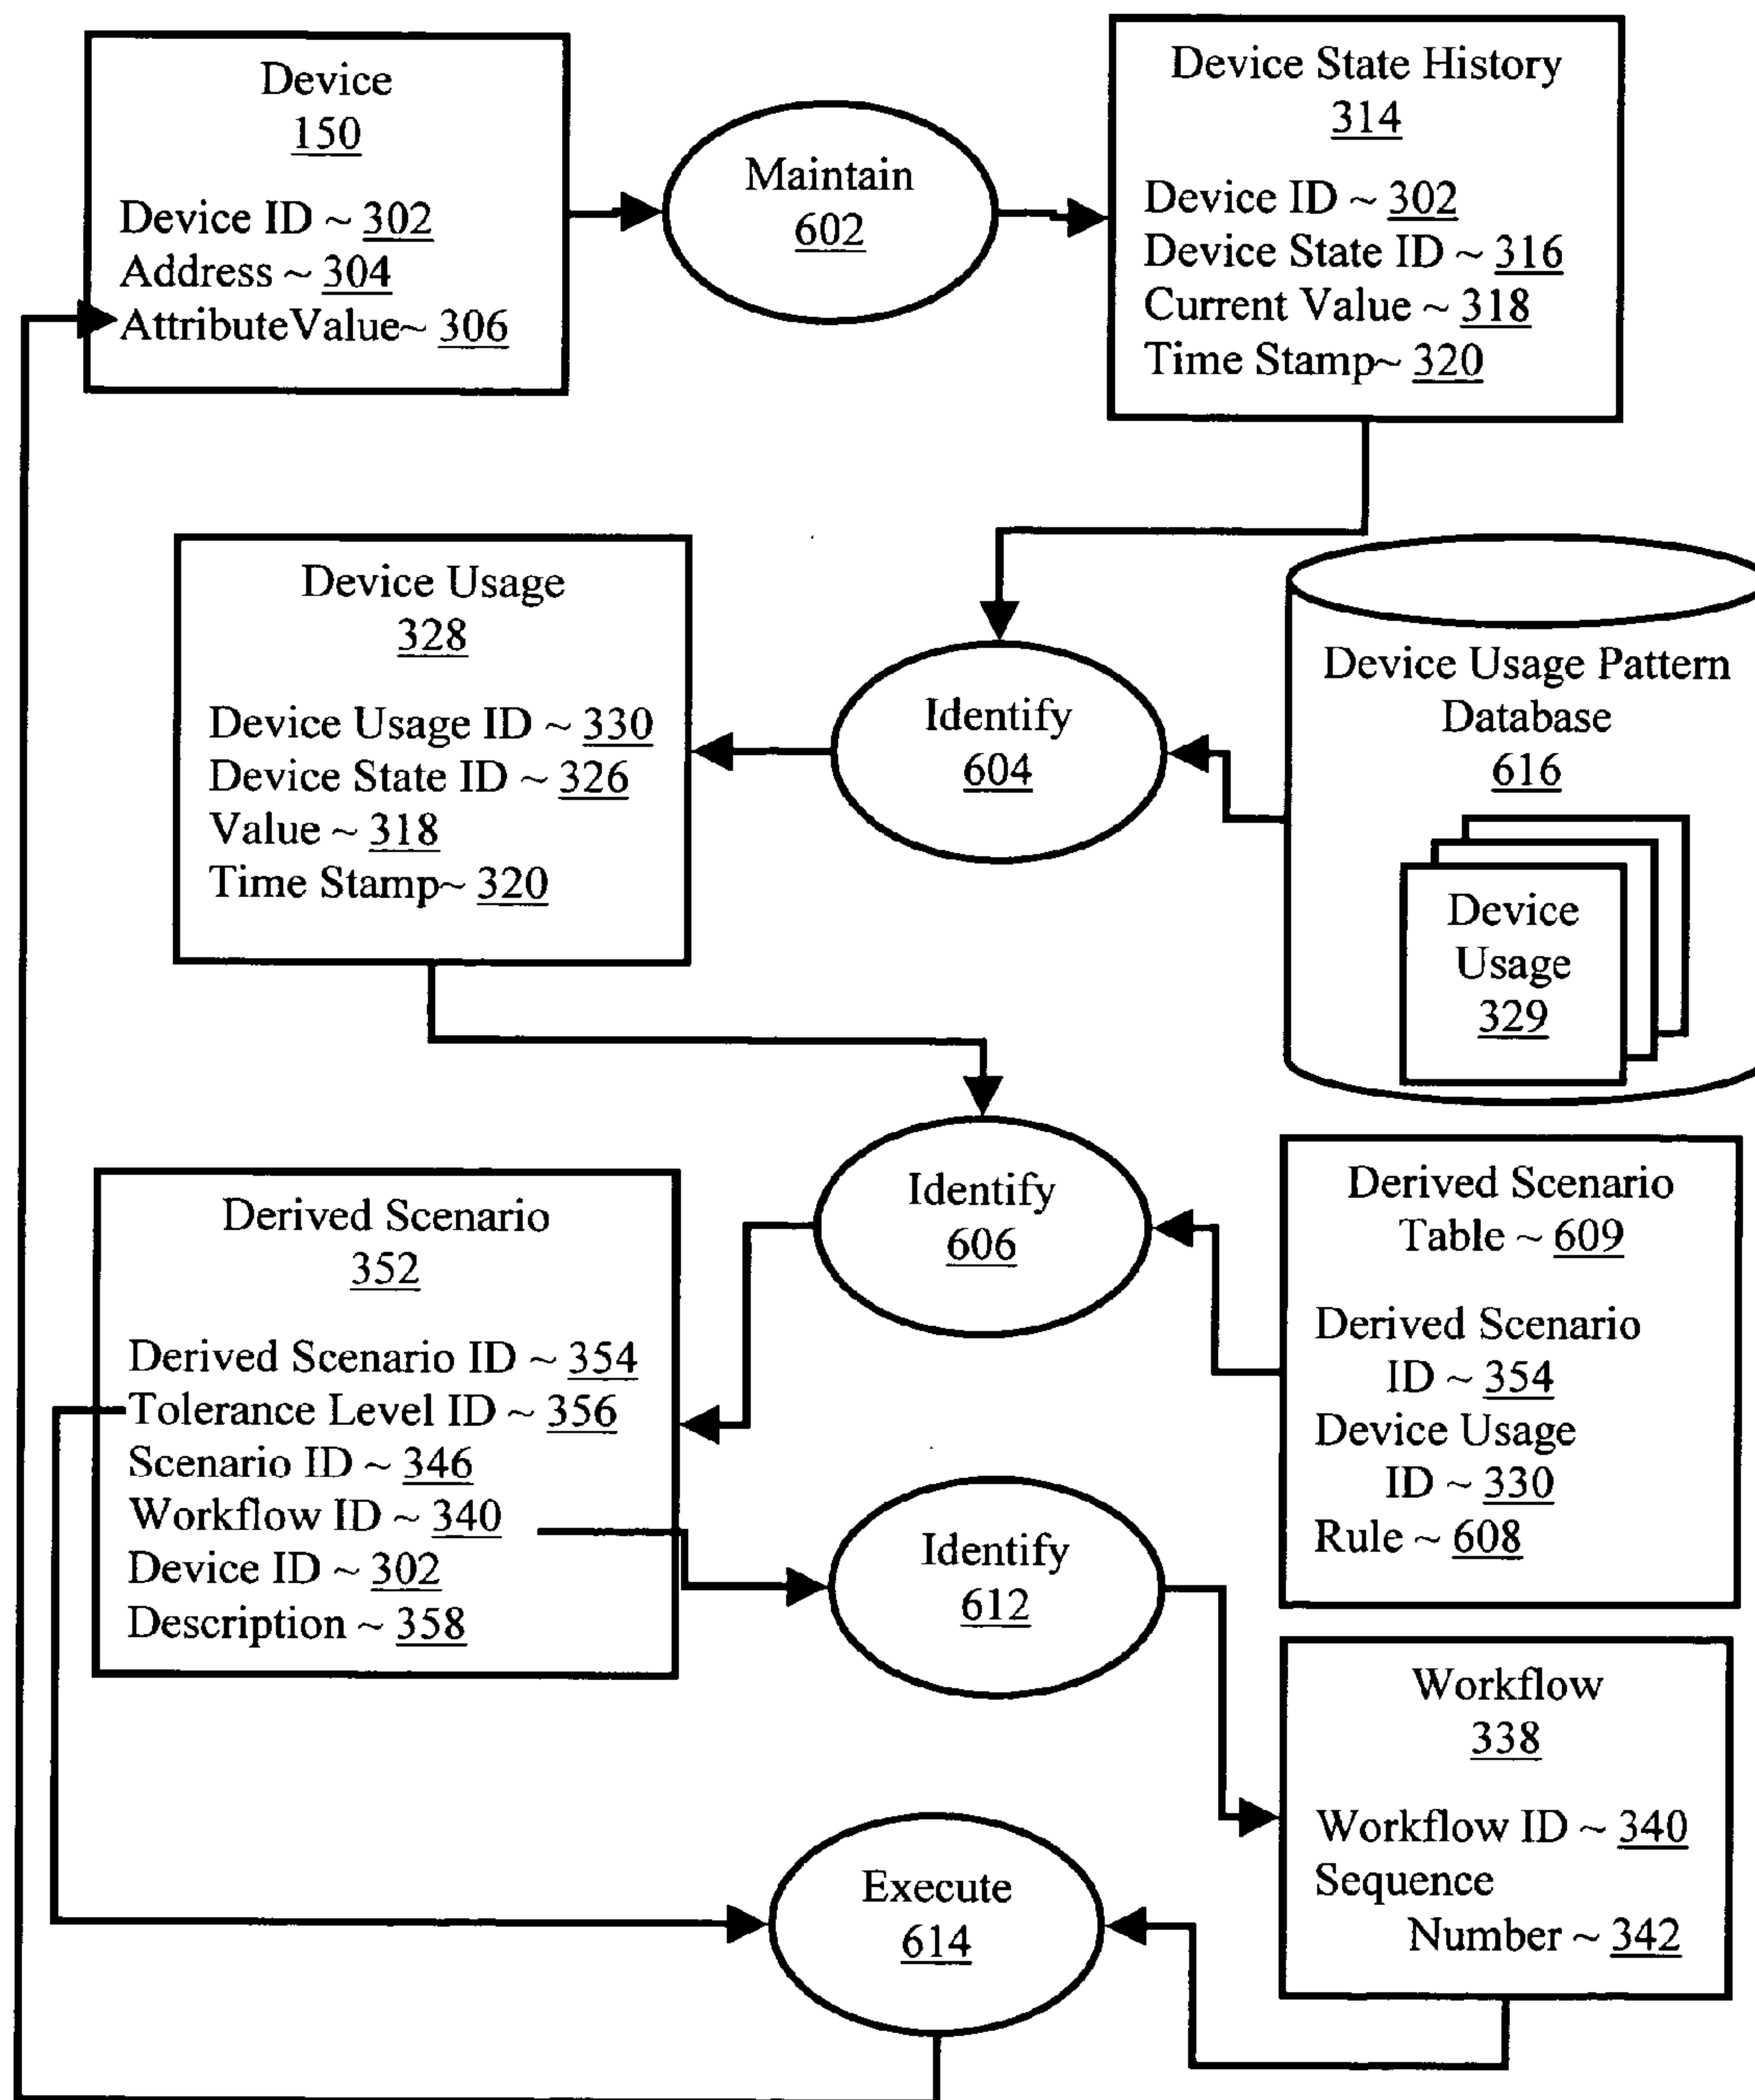 Device
150
Device ID ~ 302
Address ~ 304
AttributeValue~ 306
Maintain
602
Device State History
314
Device ID ~ 302
Device State ID ~ 316
Current Value ~ 318
Time Stamp~ 320
Device Usage
328
Device Usage ID ~ 330
Device State ID ~ 326
Value ~ 318
Time Stamp~ 320
Identify
604
Device Usage Pattern
Database
616
Device
Usage
329
Identify
606
Derived Scenario
352
Derived Scenario ID ~ 354
Tolerance Level ID ~ 356
Scenario ID ~ 346
Workflow ID ~ 340
Device ID ~ 302
Description ~ 358
Derived Scenario
Table ~ 609
Derived Scenario
ID ~ 354
Device Usage
ID ~ 330
Rule ~ 608
Identify
612
Workflow
338
Workflow ID ~ 340
Sequence
Number ~ 342
Execute
614